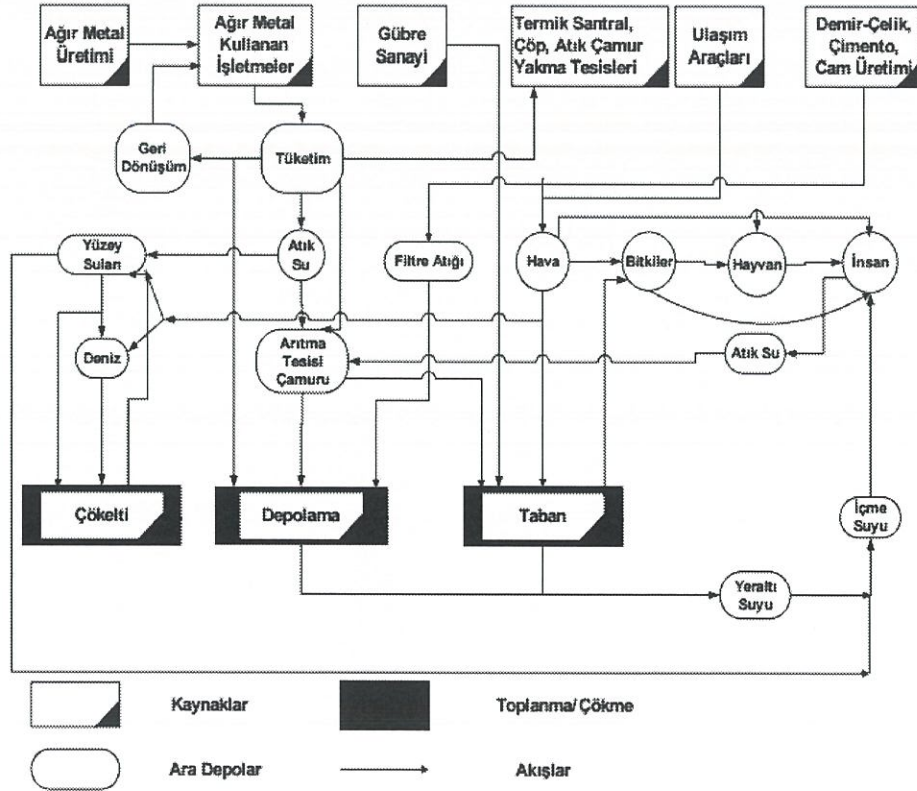 Ağır Metal
Üretimi
Ağır Metal
Kullanan
İşletmeler
Gübre
Sanayi
Termik Santral,
Çöp, Atık Çamur
Yakma Tesisleri
Ulaşım
Araçları
Demir-Çelik,
Çimento,
Cam Üretimi
Geri
Dönüşüm
Tüketim
Yüzey
Suları
Atık
Su
Filtre Atığı
Hava
Bitkiler
Hayvan
İnsan
Deniz
Arıtma
Tesisi
Çamuru
Atık Su
Çökelti
Depolama
Taban
İçme
Suyu
Yeraltı
Suyu
Kaynaklar
Toplanma/Çökme
Ara Depolar
Akışlar